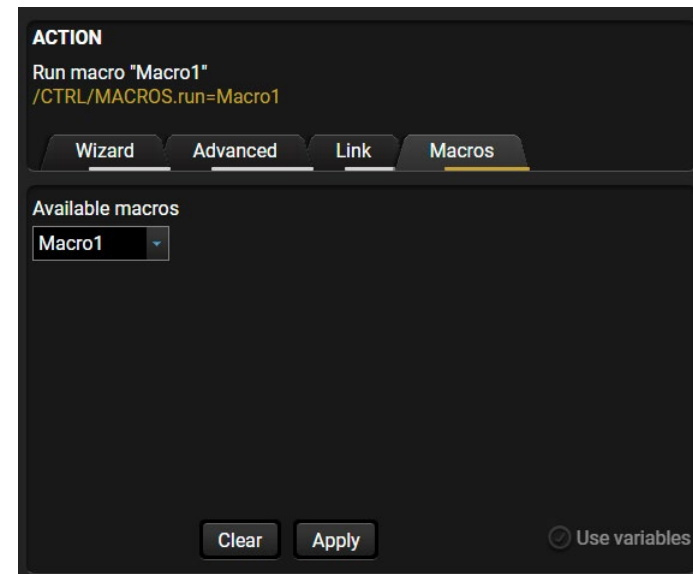 ACTION
Run macro "Macro1"
/CTRL/MACROS.run=Macro1
Wizard Advanced Link Macros
Available macros
Macro1
Clear Apply Use variables